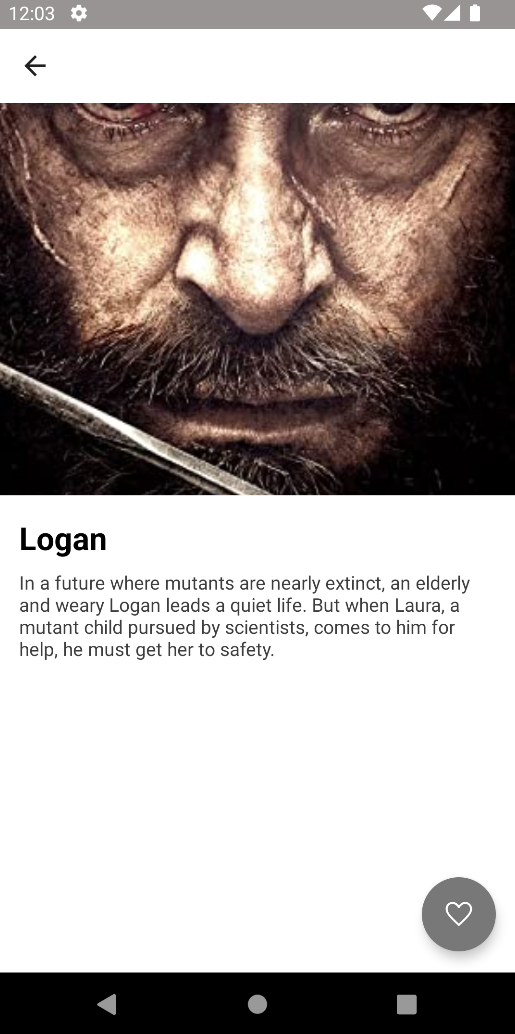 12:03
Logan
In a future where mutants are nearly extinct, an elderly
and weary Logan leads a quiet life. But when Laura, a
mutant child pursued by scientists, comes to him for
help, he must get her to safety.